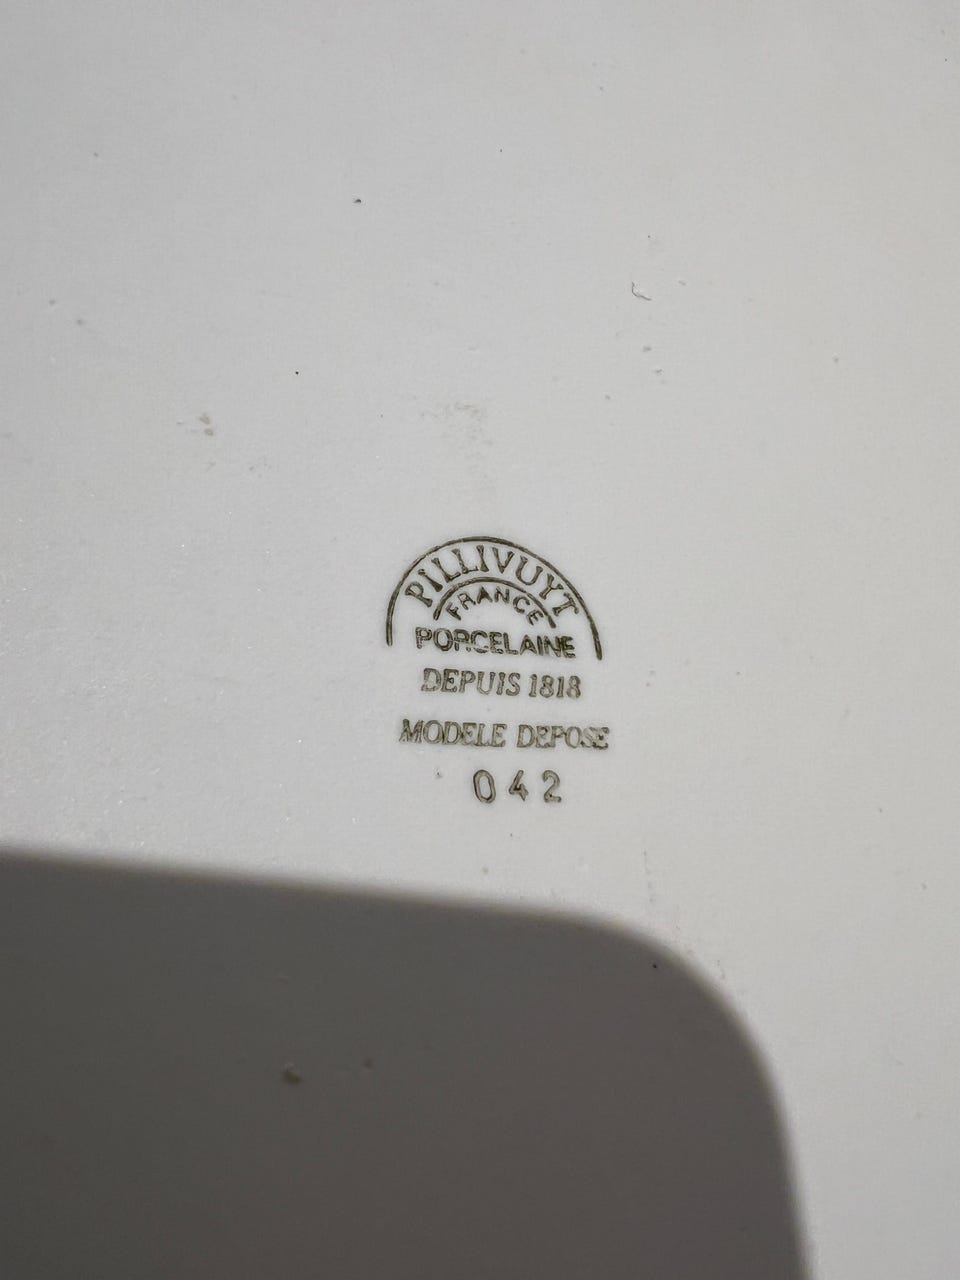 PILLIVUYT
FRANCE
PORCELAINE
DEPUIS 1818
MODELE DEPOSE
042